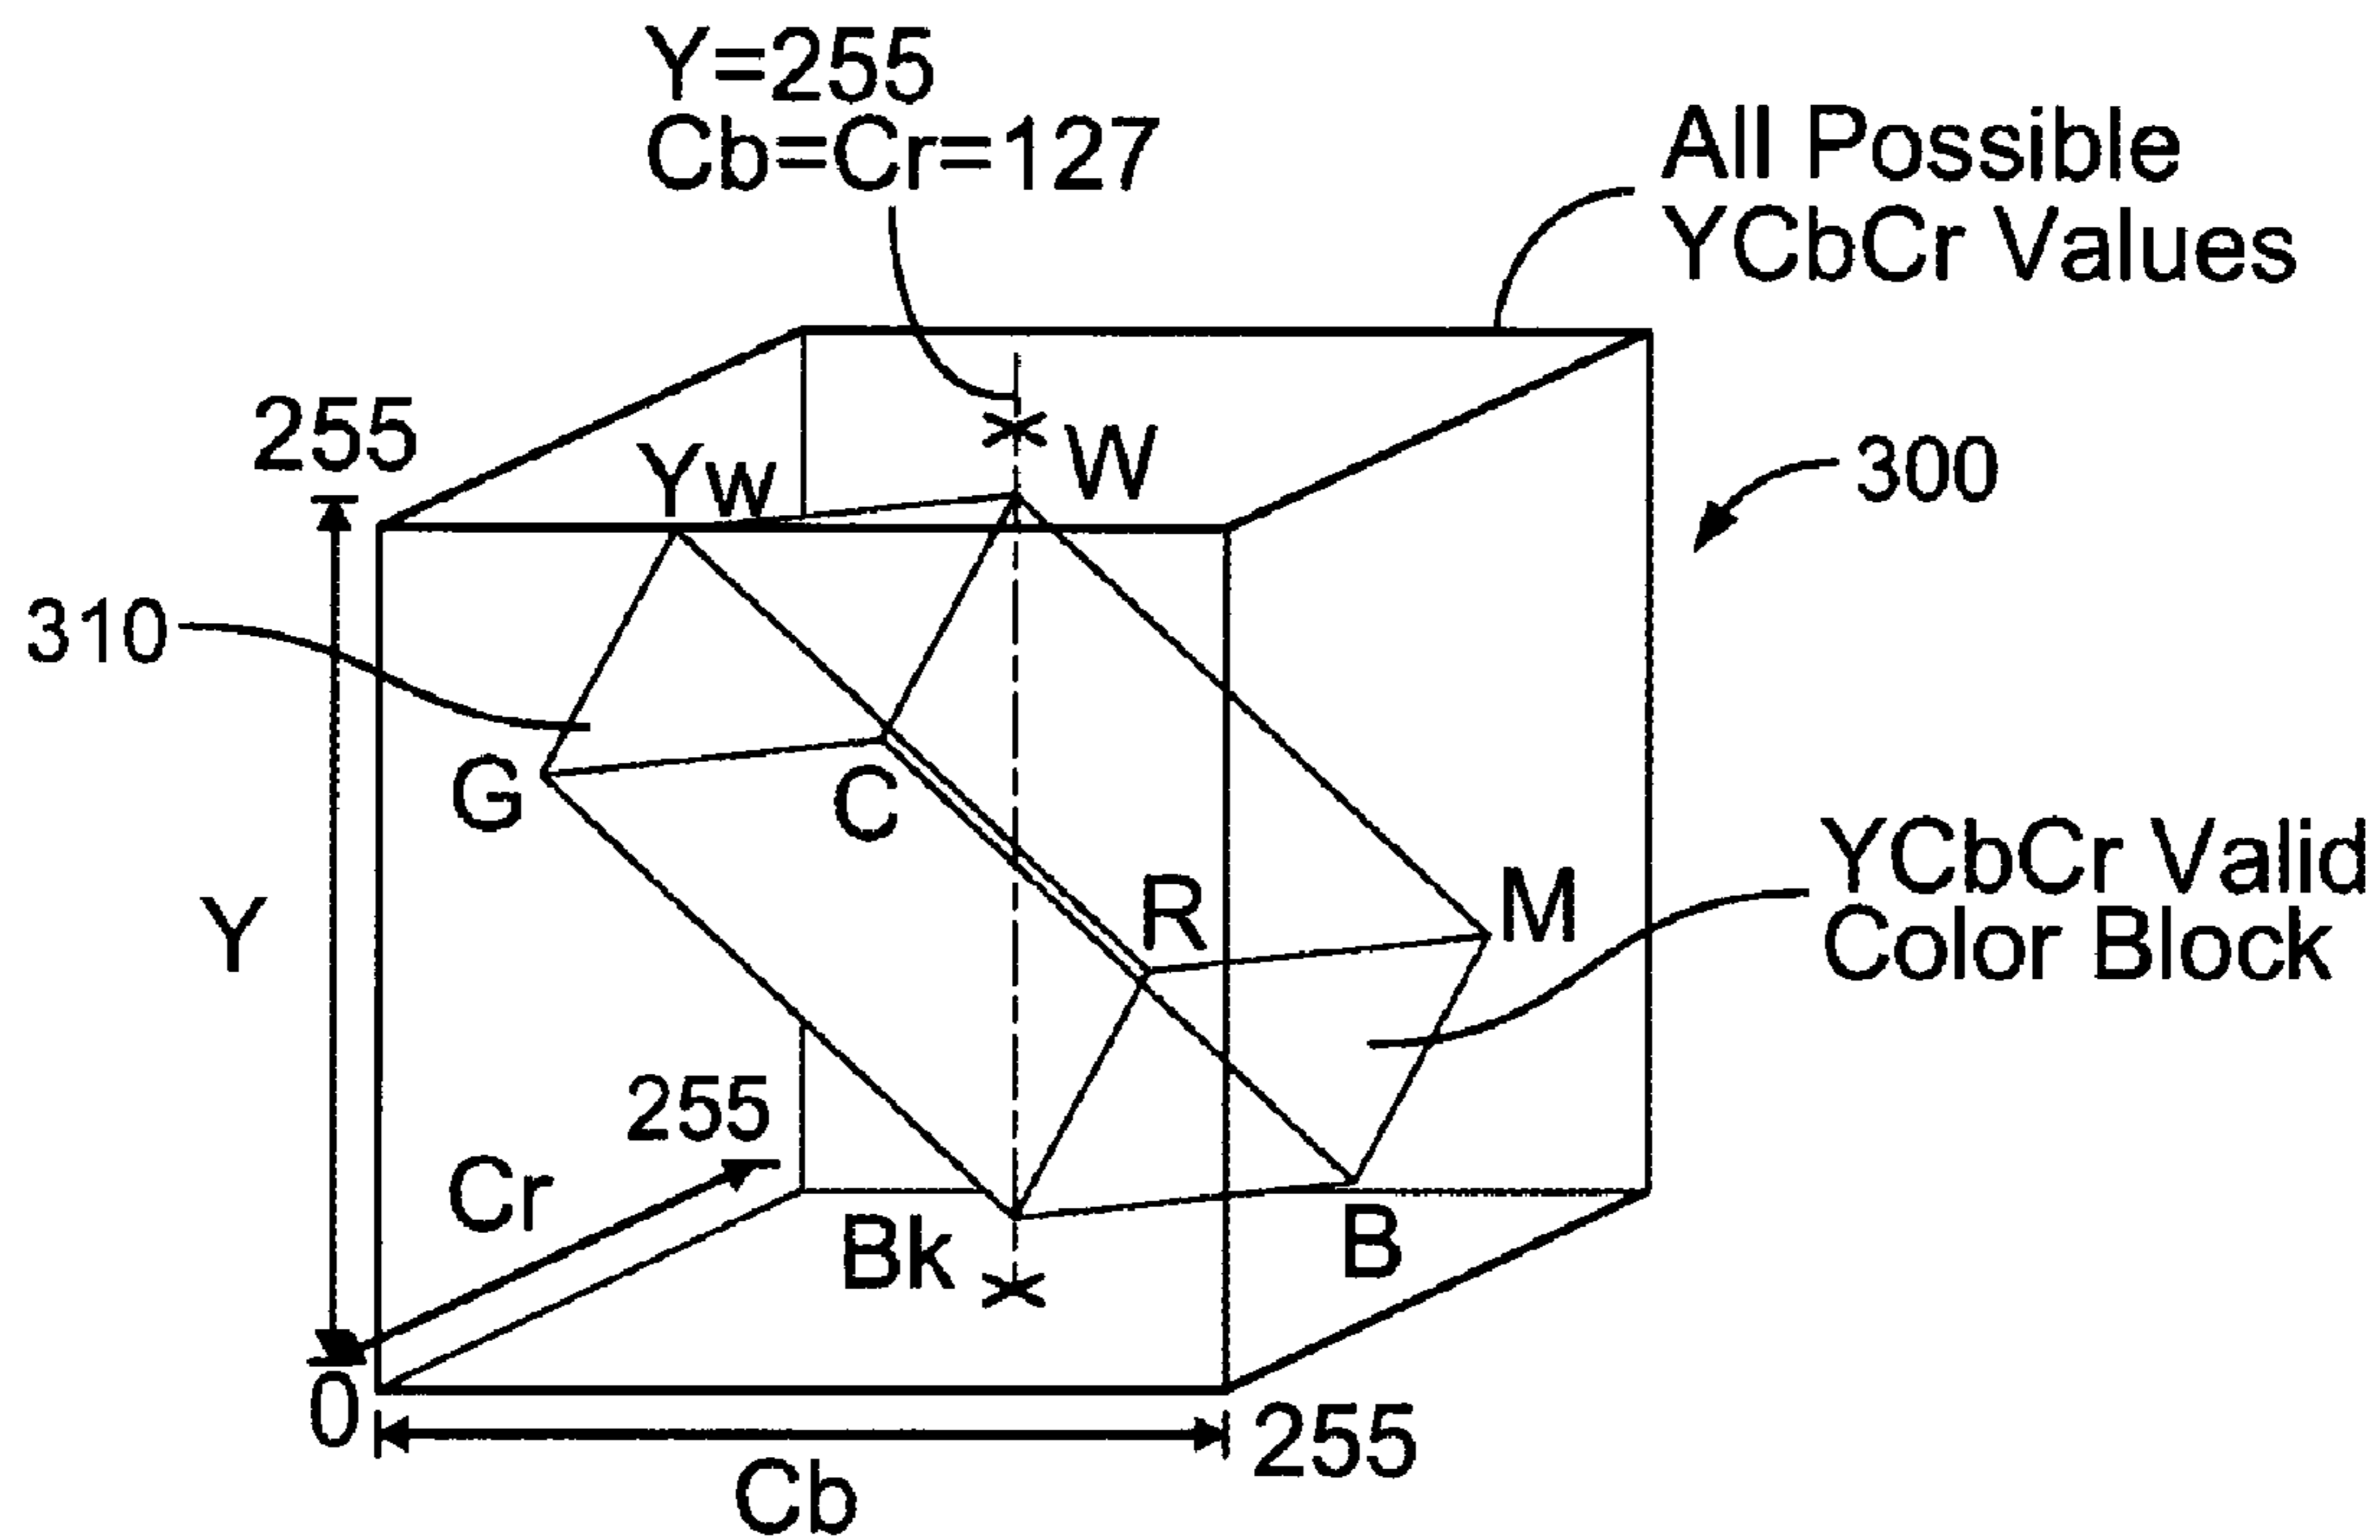 Y=255
Cb=Cr=127
All Possible
YCbCr Values
255
Yw
W
300
310
G
C
R
M
YCbCr Valid
Color Block
Y
255
Cr
Bk
B
0
255
Cb